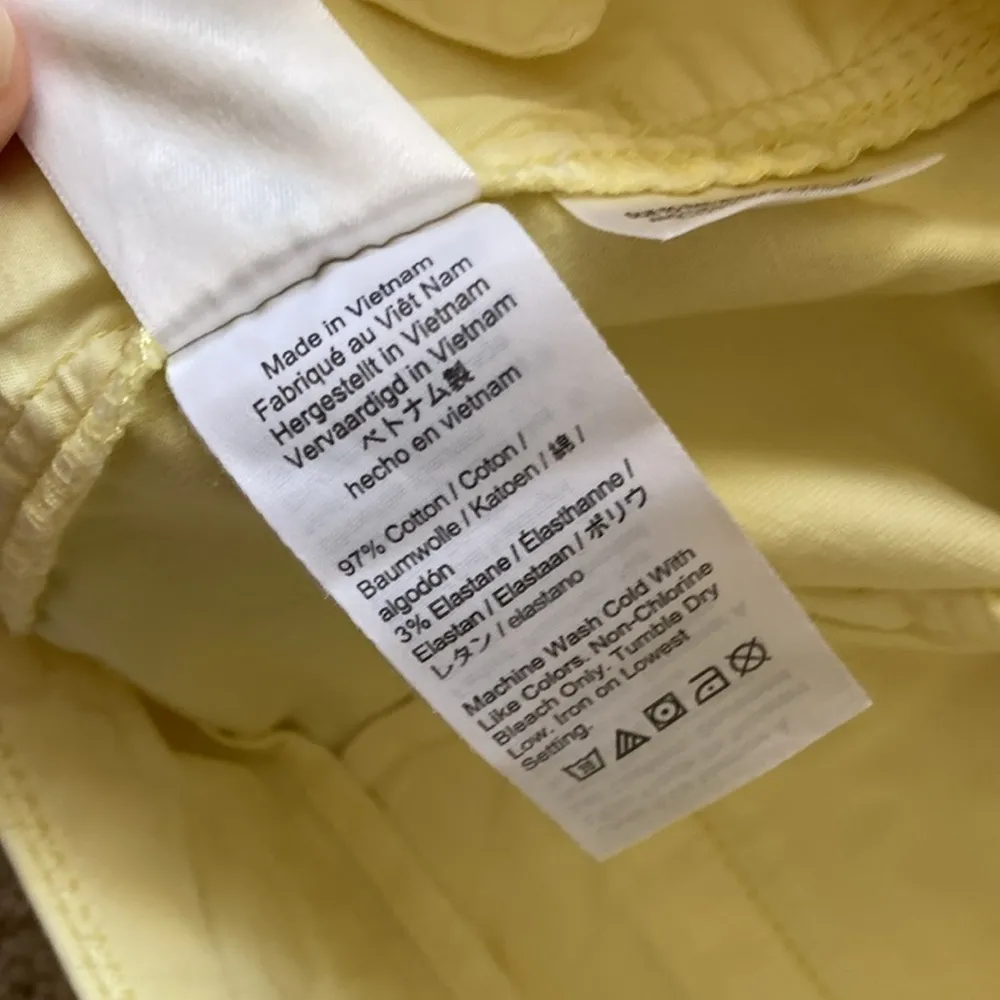 Made in Vietnam
Fabriqué au Viêt Nam
Hergestellt in Vietnam
Vervaardigd in Vietnam
ベトナム製
hecho en vietnam
97% Cotton / Coton /
Baumwolle / Katoen / 綿 /
algodón
3% Elastane / Élasthanne /
Elastan / Elastaan / ポリウ
レタン / elastano
Machine Wash Cold With
Like Colors. Non-Chlorine
Bleach Only. Tumble Dry
Low. Iron on Lowest
Setting.